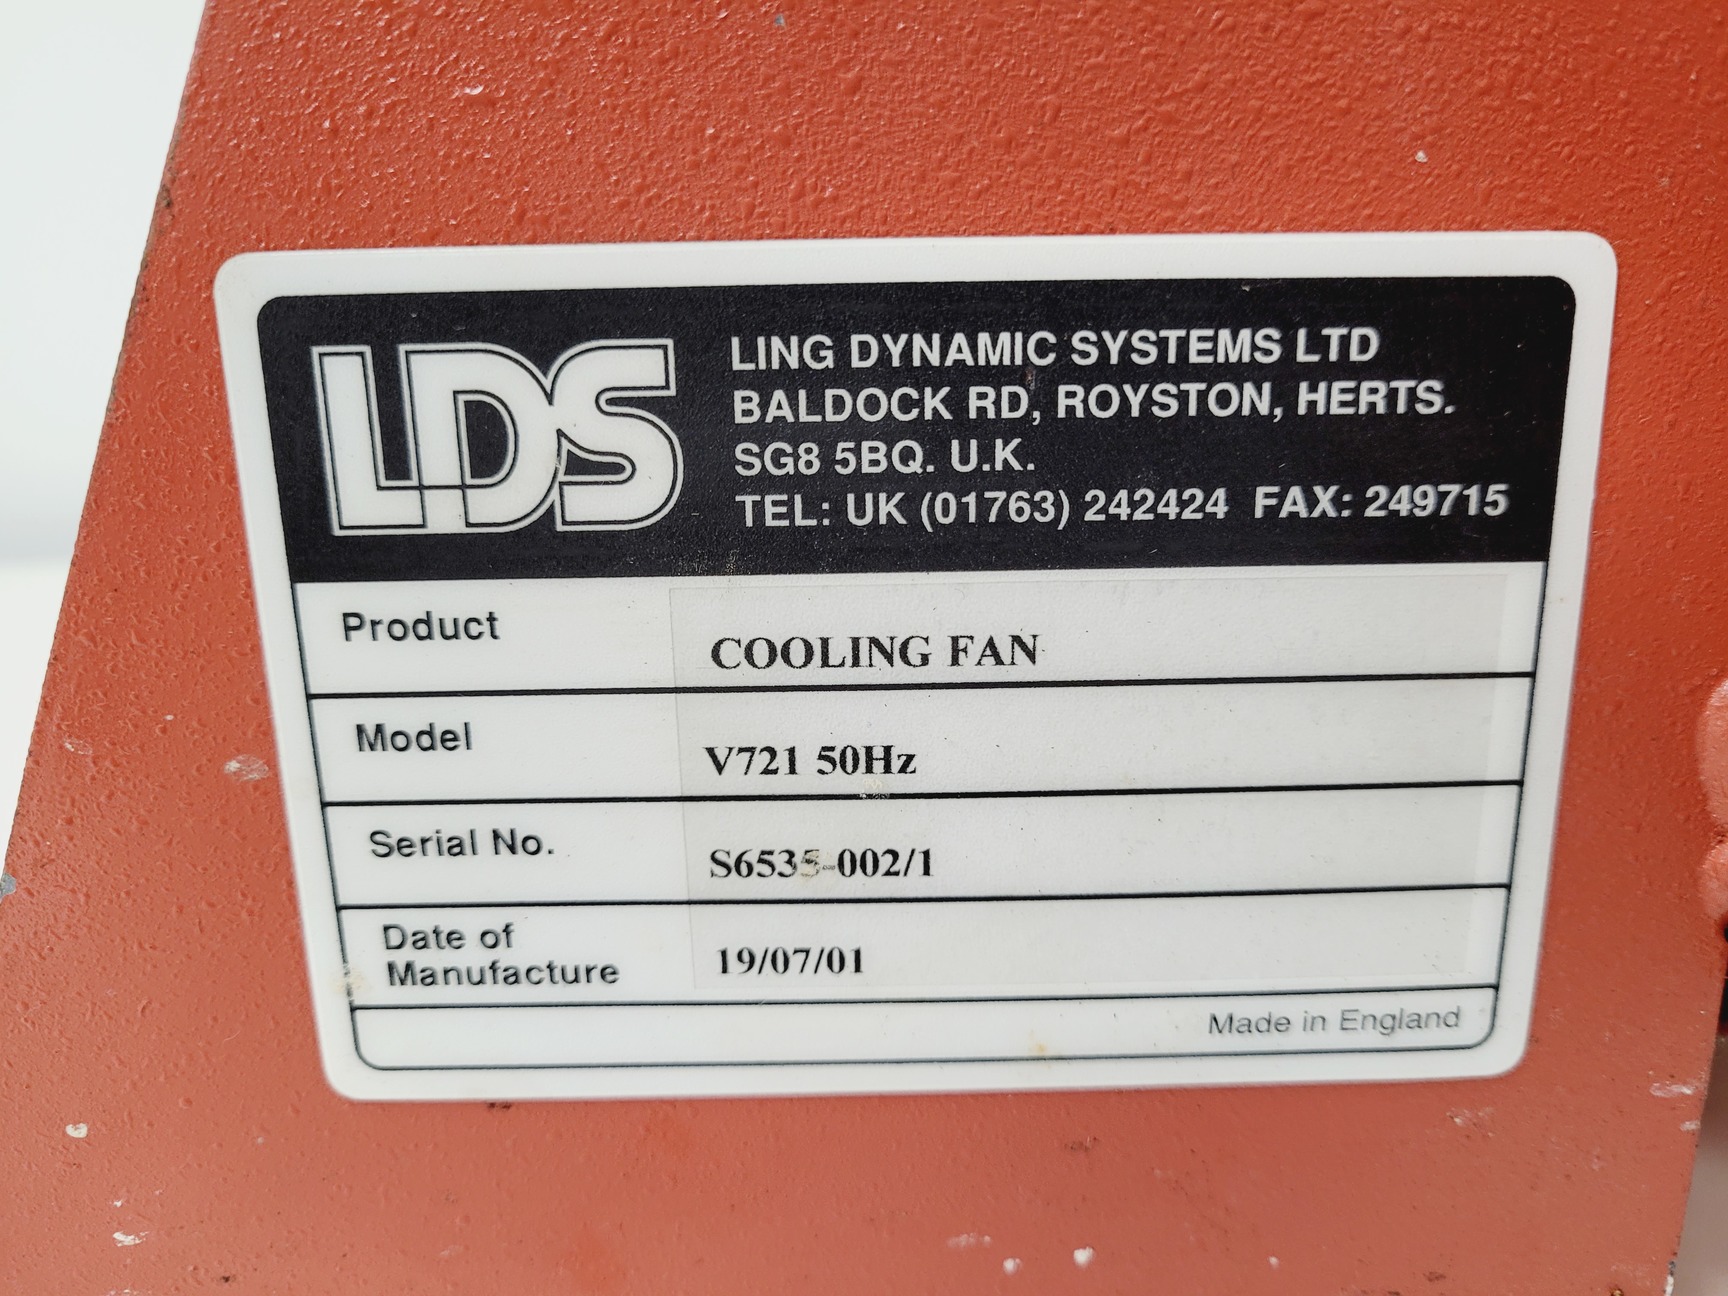 LDS
LING DYNAMIC SYSTEMS LTD
BALDOCK RD, ROYSTON, HERTS.
SG8 5BQ. U.K.
TEL: UK (01763) 242424 FAX: 249715
Product COOLING FAN
Model V721 50Hz
Serial No. S6535-002/1
Date of
Manufacture 19/07/01
Made in England